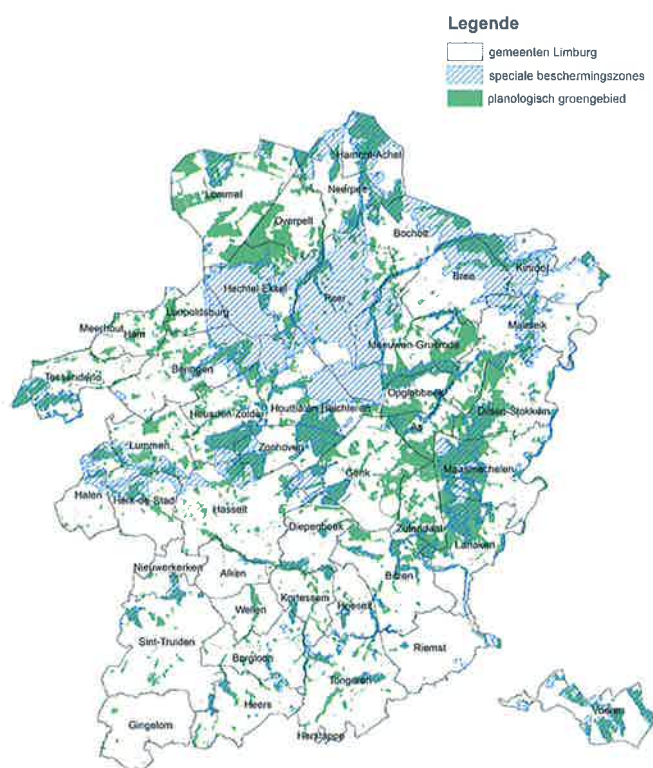 Legende
gemeenten Limburg
speciale beschermingszones
planologisch groengebied
Hamont-Achel
Lommel
Neerpelt
Overpelt
Bocholt
Hechtel-Eksel
Peer
Bree
Kinrooi
Leopoldsburg
Meerhout
Ham
Maaseik
Meeuwen-Gruitrode
Tessenderlo
Beringen
Opglabbeek
Heusden-Zolder
Houthalen-Helchteren
Dilsen-Stokkem
As
Lummen
Zonhoven
Maasmechelen
Genk
Halen
Herk-de-Stad
Hasselt
Diepenbeek
Zutendaal
Lanaken
Nieuwerkerken
Alken
Bilzen
Kortessem
Wellen
Hoeselt
Sint-Truiden
Riemst
Borgloon
Tongeren
Heers
Voeren
Gingelom
Herstappe